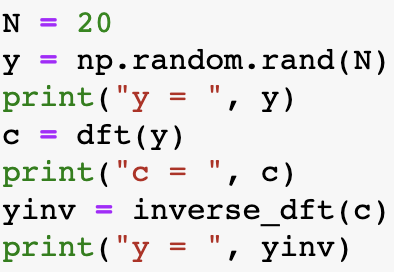 N = 20
y = np.random.rand(N)
print("y = ", y)
c = dft(y)
print("c = ", c)
yinv = inverse_dft(c)
print("y = ", yinv)